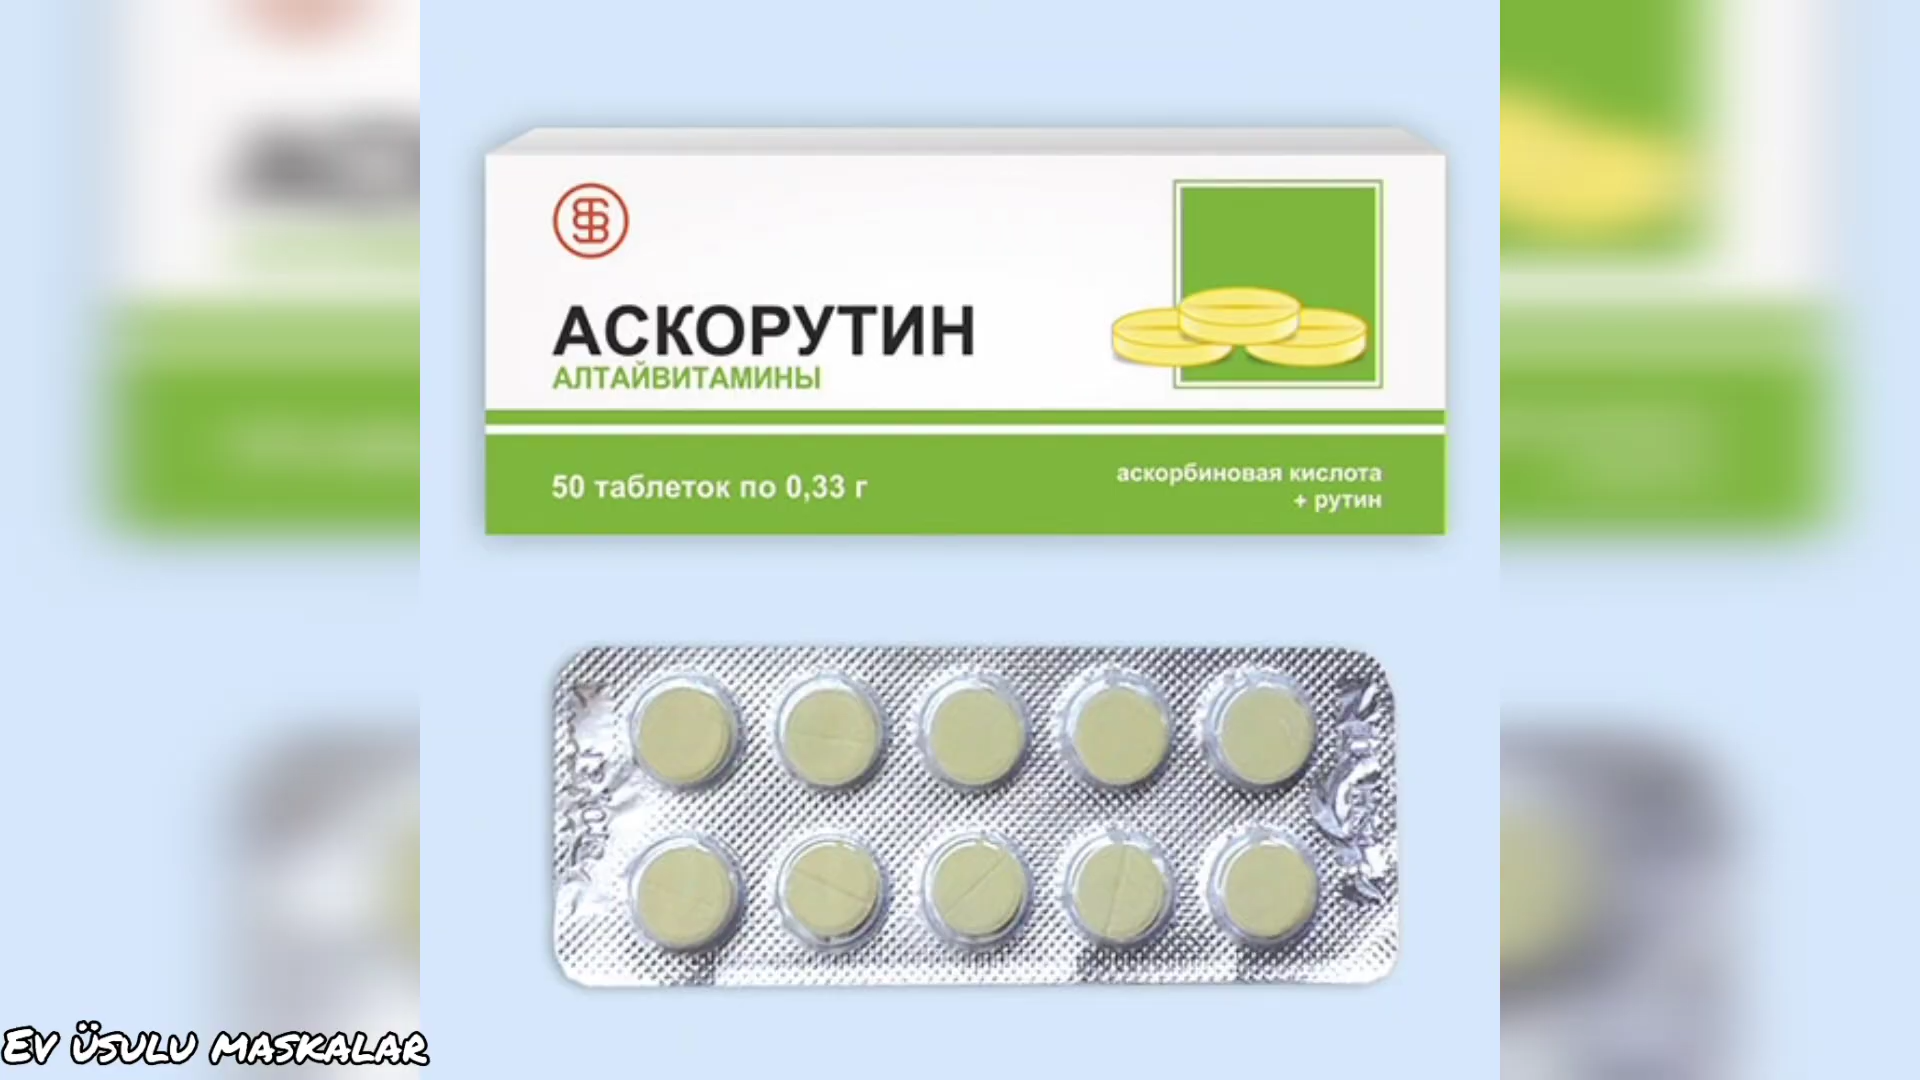 АСКОРУТИН
АЛТАЙВИТАМИНЫ
50 таблеток по 0,33 г
аскорбиновая кислота
+ рутин
Ev üsulu maskalar